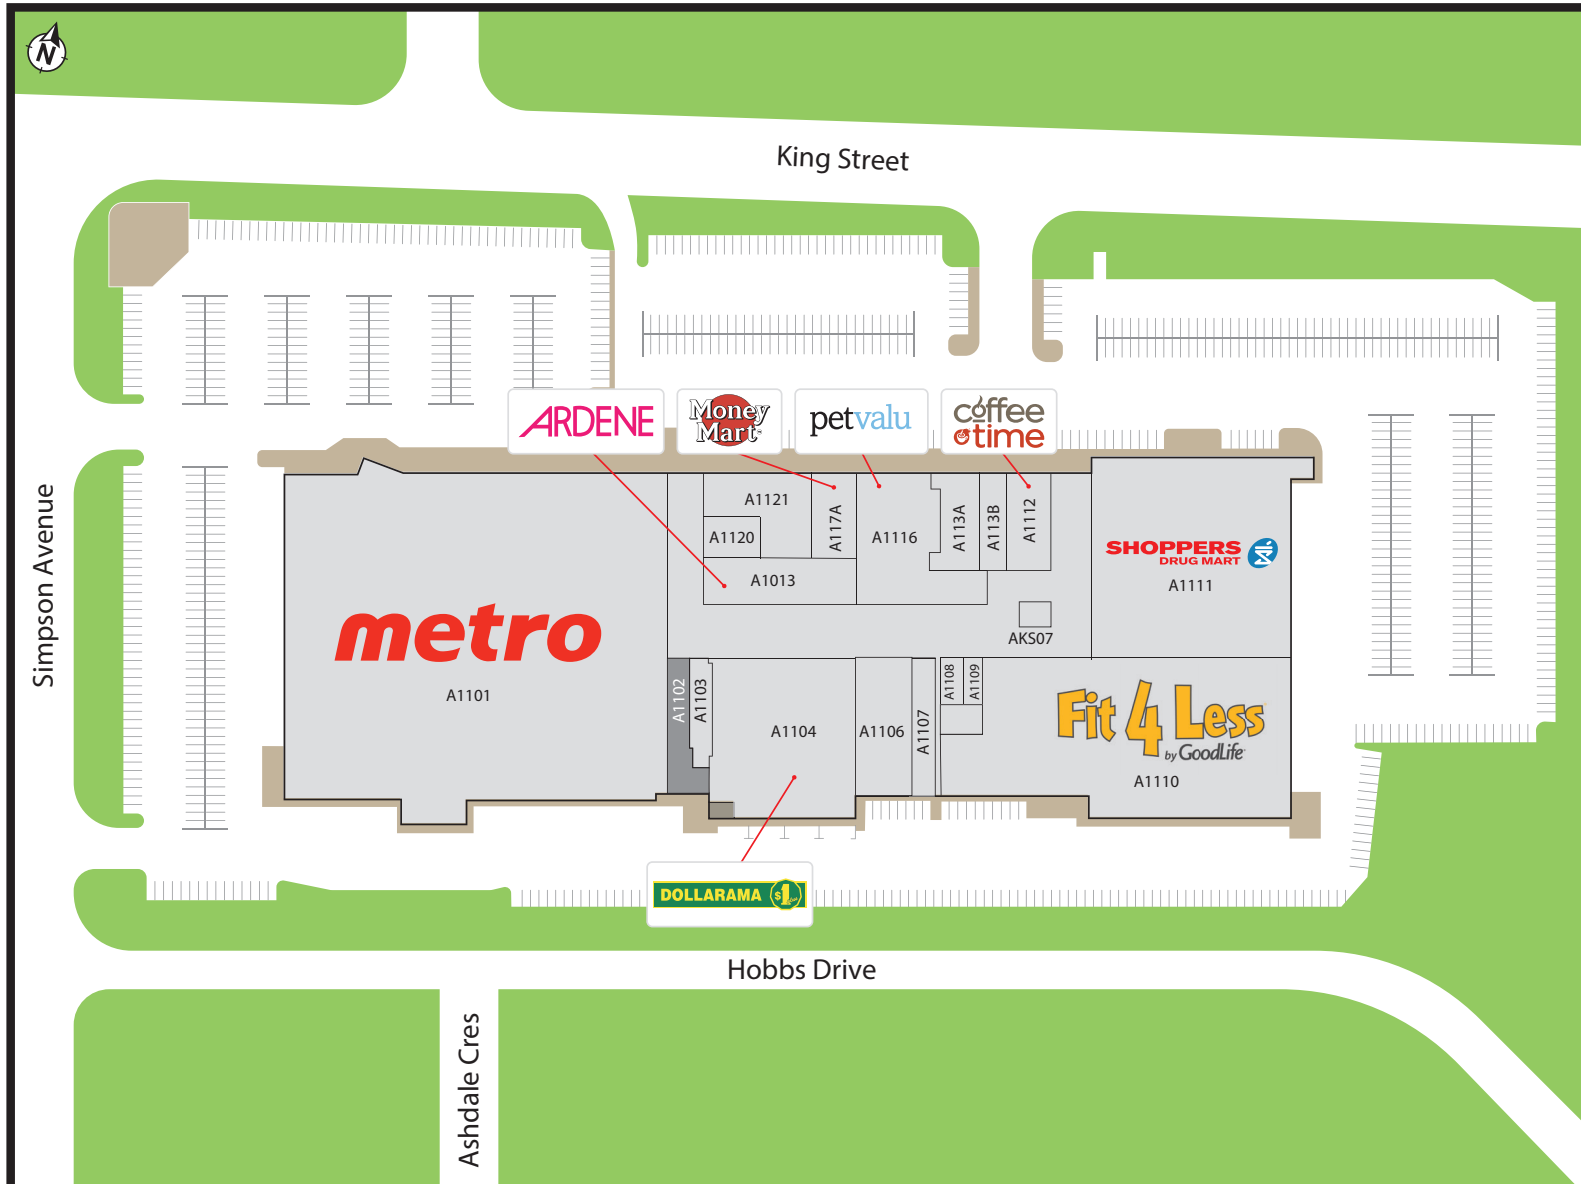 N
King Street
ARDENE
Money
Mart
petvalu
coffee
time
A1121
A1120
A117A
A1116
A113A
A113B
A1112
A1013
SHOPPERS
DRUG MART
A1111
AKS07
metro
A1101
Simpson Avenue
A1102
A1103
A1104
A1106
A1107
A1108
A1109
Fit 4 Less
by GoodLife
A1110
DOLLARAMA $1
Hobbs Drive
Ashdale Cres